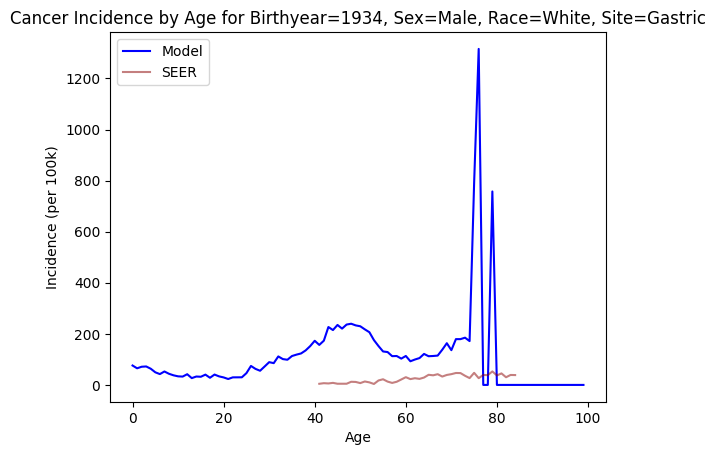 Cancer Incidence by Age for Birthyear=1934, Sex=Male, Race=White, Site=Gastric
Model
SEER
Incidence (per 100k)
1200
1000
800
600
400
200
0
0 20 40 60 80 100
Age